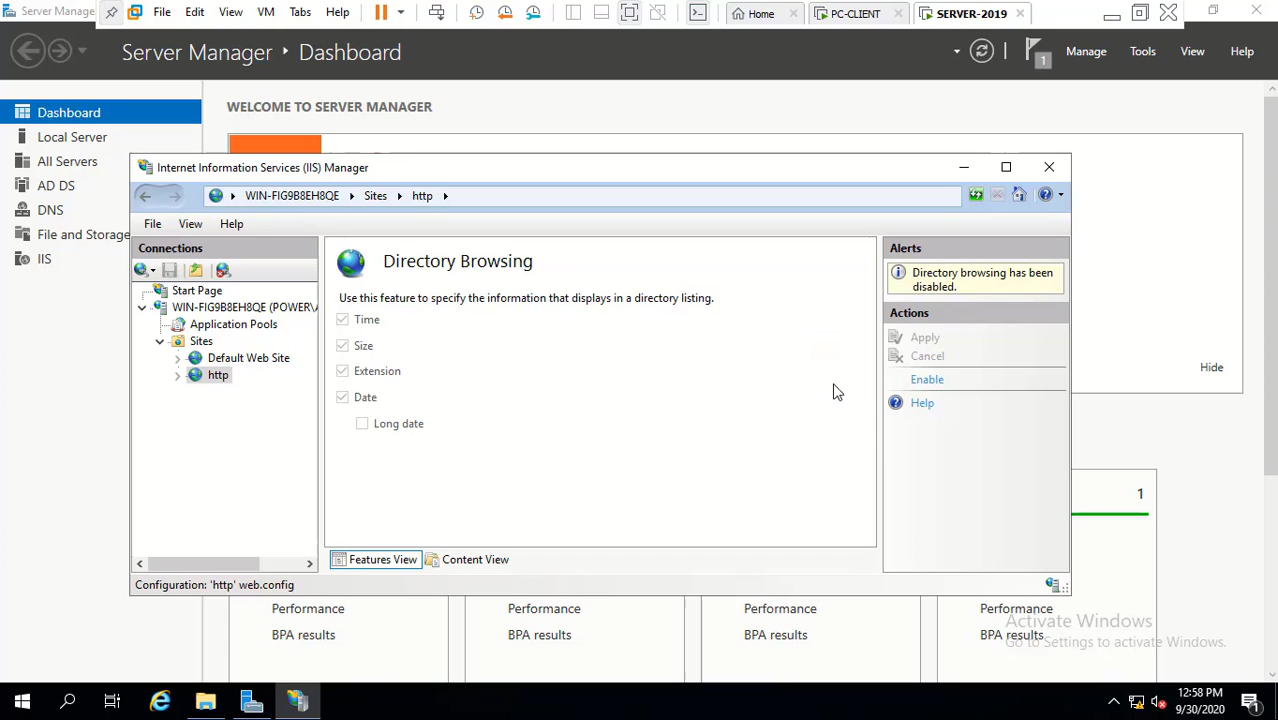 Server Manage
File Edit View VM Tabs Help
Home PC-CLIENT SERVER-2019
Server Manager Dashboard
1 Manage Tools View Help
Dashboard
Local Server
All Servers
AD DS
DNS
File and Storage
IIS
WELCOME TO SERVER MANAGER
Hide
1
Internet Information Services (IIS) Manager
WIN-FIG9B8EH8QE Sites http
File View Help
Connections
Start Page
WIN-FIG9B8EH8QE (POWER\
Application Pools
Sites
Default Web Site
http
Directory Browsing
Use this feature to specify the information that displays in a directory listing.
Time
Size
Extension
Date
Long date
Features View Content View
Alerts
Directory browsing has been
disabled.
Actions
Apply
Cancel
Enable
Help
Configuration: 'http' web.config
Performance Performance Performance Performance
BPA results BPA results BPA results BPA results
Activate Windows
Go to Settings to activate Windows.
12:58 PM
9/30/2020
1